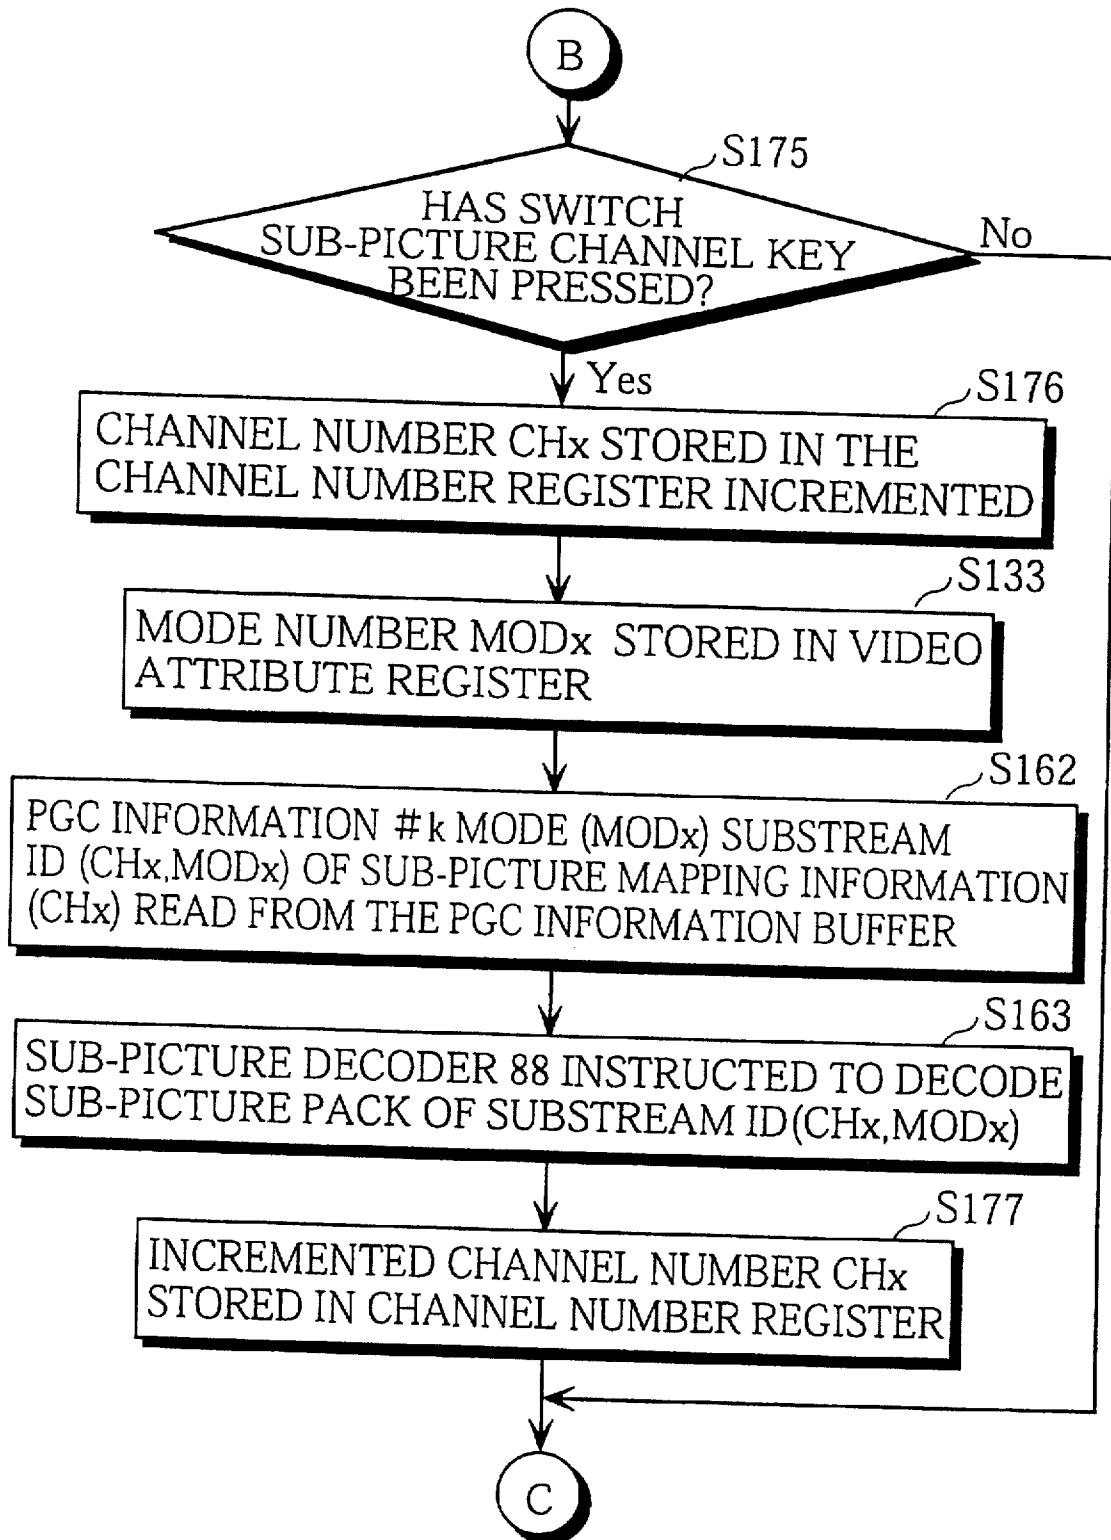 B
S175
HAS SWITCH
SUB-PICTURE CHANNEL KEY
BEEN PRESSED?
No
Yes
S176
CHANNEL NUMBER CHx STORED IN THE
CHANNEL NUMBER REGISTER INCREMENTED
S133
MODE NUMBER MODx STORED IN VIDEO
ATTRIBUTE REGISTER
S162
PGC INFORMATION #k MODE (MODx) SUBSTREAM
ID (CHx,MODx) OF SUB-PICTURE MAPPING INFORMATION
(CHx) READ FROM THE PGC INFORMATION BUFFER
S163
SUB-PICTURE DECODER 88 INSTRUCTED TO DECODE
SUB-PICTURE PACK OF SUBSTREAM ID(CHx,MODx)
S177
INCREMENTED CHANNEL NUMBER CHx
STORED IN CHANNEL NUMBER REGISTER
C